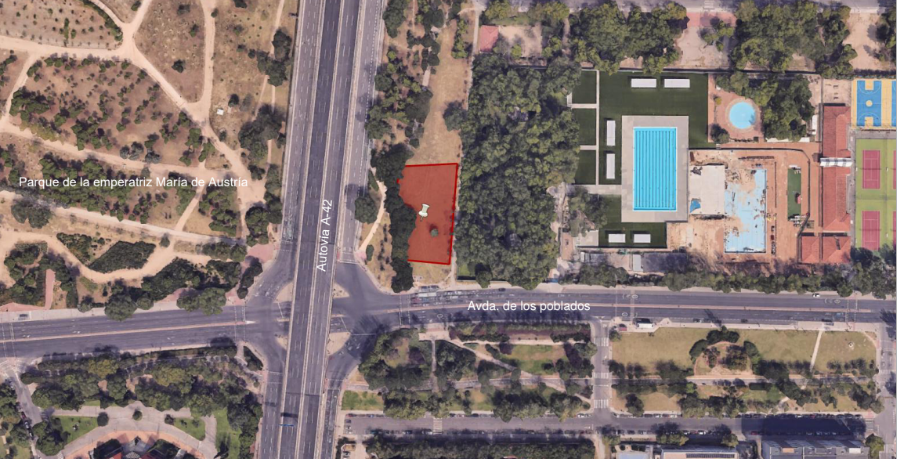 Parque de la emperatriz María de Austria
Autovía A-42
Avda. de los poblados